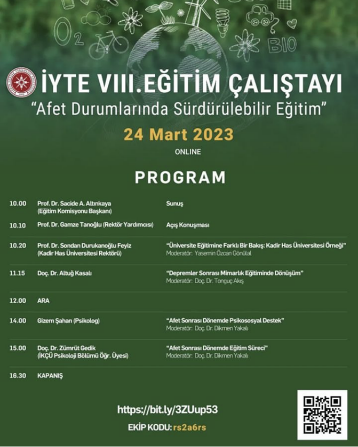 O2
BIO
İYTE VIII.EĞİTİM ÇALIŞTAYI
“Afet Durumlarında Sürdürülebilir Eğitim”
24 Mart 2023
ONLINE
PROGRAM
10.00 Prof. Dr. Sacide A. Altınkaya Sunuş
(Eğitim Komisyonu Başkanı)
10.10 Prof. Dr. Gamze Tanoğlu (Rektör Yardımcısı) Açış Konuşması
10.20 Prof. Dr. Sondan Durukanoğlu Feyiz “Üniversite Eğitimine Farklı Bir Bakış: Kadir Has Üniversitesi Örneği”
(Kadir Has Üniversitesi Rektörü) Moderatör: Yasemin Özcan Gönülal
11.15 Doç. Dr. Altuğ Kasalı “Depremler Sonrası Mimarlık Eğitiminde Dönüşüm”
Moderatör: Doç. Dr. Tonguç Akış
12.00 ARA
14.00 Gizem Şahan (Psikolog) “Afet Sonrası Dönemde Psikososyal Destek”
Moderatör: Doç. Dr. Dikmen Yakalı
15.00 Doç. Dr. Zümrüt Gedik “Afet Sonrası Dönemde Eğitim Süreci”
(İKÇÜ Psikoloji Bölümü Öğr. Üyesi) Moderatör: Doç. Dr. Dikmen Yakalı
16.30 KAPANIŞ
https://bit.ly/3ZUup53
EKİP KODU: rs2a6rs